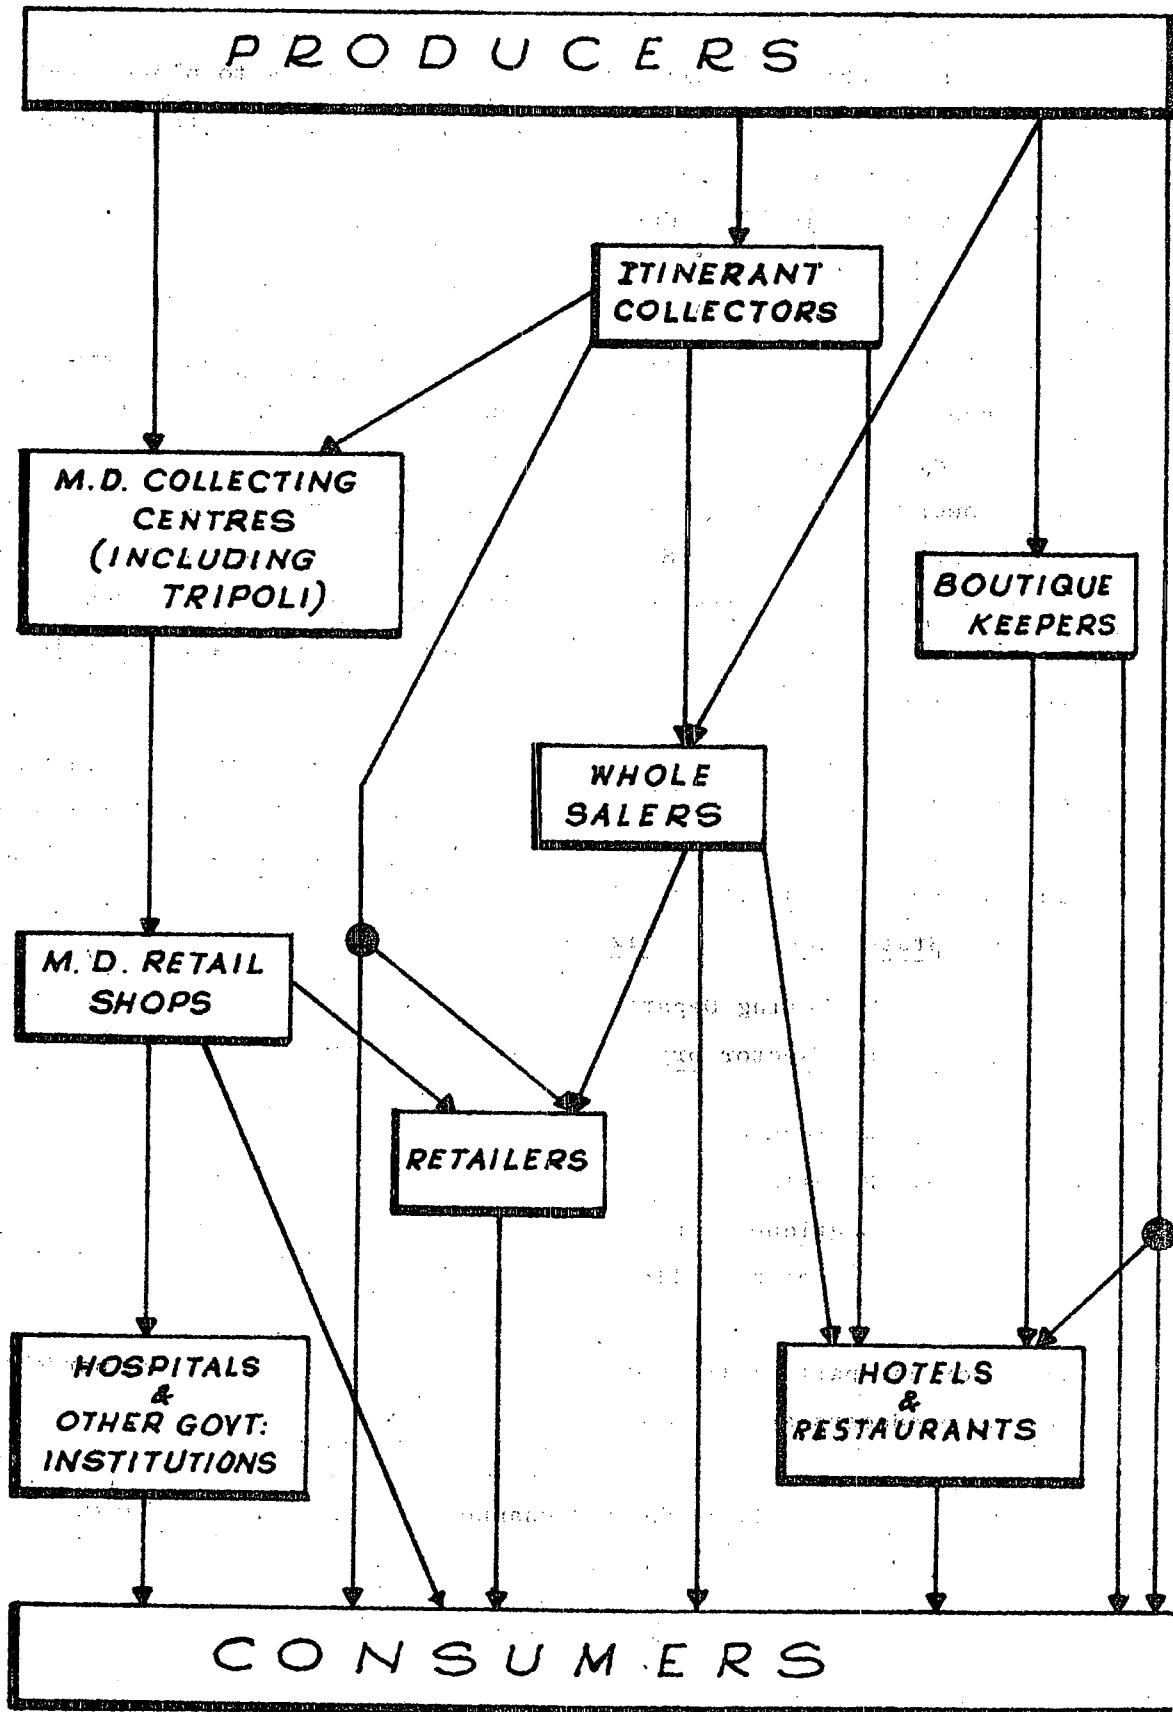 PRODUCERS
ITINERANT
COLLECTORS
M.D. COLLECTING
CENTRES
(INCLUDING
TRIPOLI)
BOUTIQUE
KEEPERS
WHOLE
SALERS
M.D. RETAIL
SHOPS
RETAILERS
HOSPITALS
&
OTHER GOVT:
INSTITUTIONS
HOTELS
&
RESTAURANTS
CONSUMERS